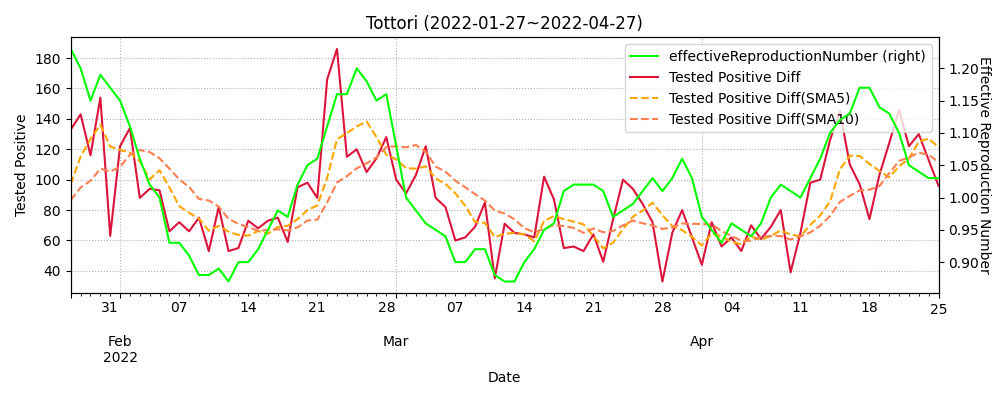 Tottori (2022-01-27~2022-04-27)
effectiveReproductionNumber (right)
Tested Positive Diff
Tested Positive Diff(SMA5)
Tested Positive Diff(SMA10)
Tested Positive
180
160
140
120
100
80
60
40
1.20
1.15
1.10
1.05
1.00
0.95
0.90
Effective Reproduction Number
31 07 14 21 28 07 14 21 28 04 11 18 25
Feb Mar Apr
2022
Date